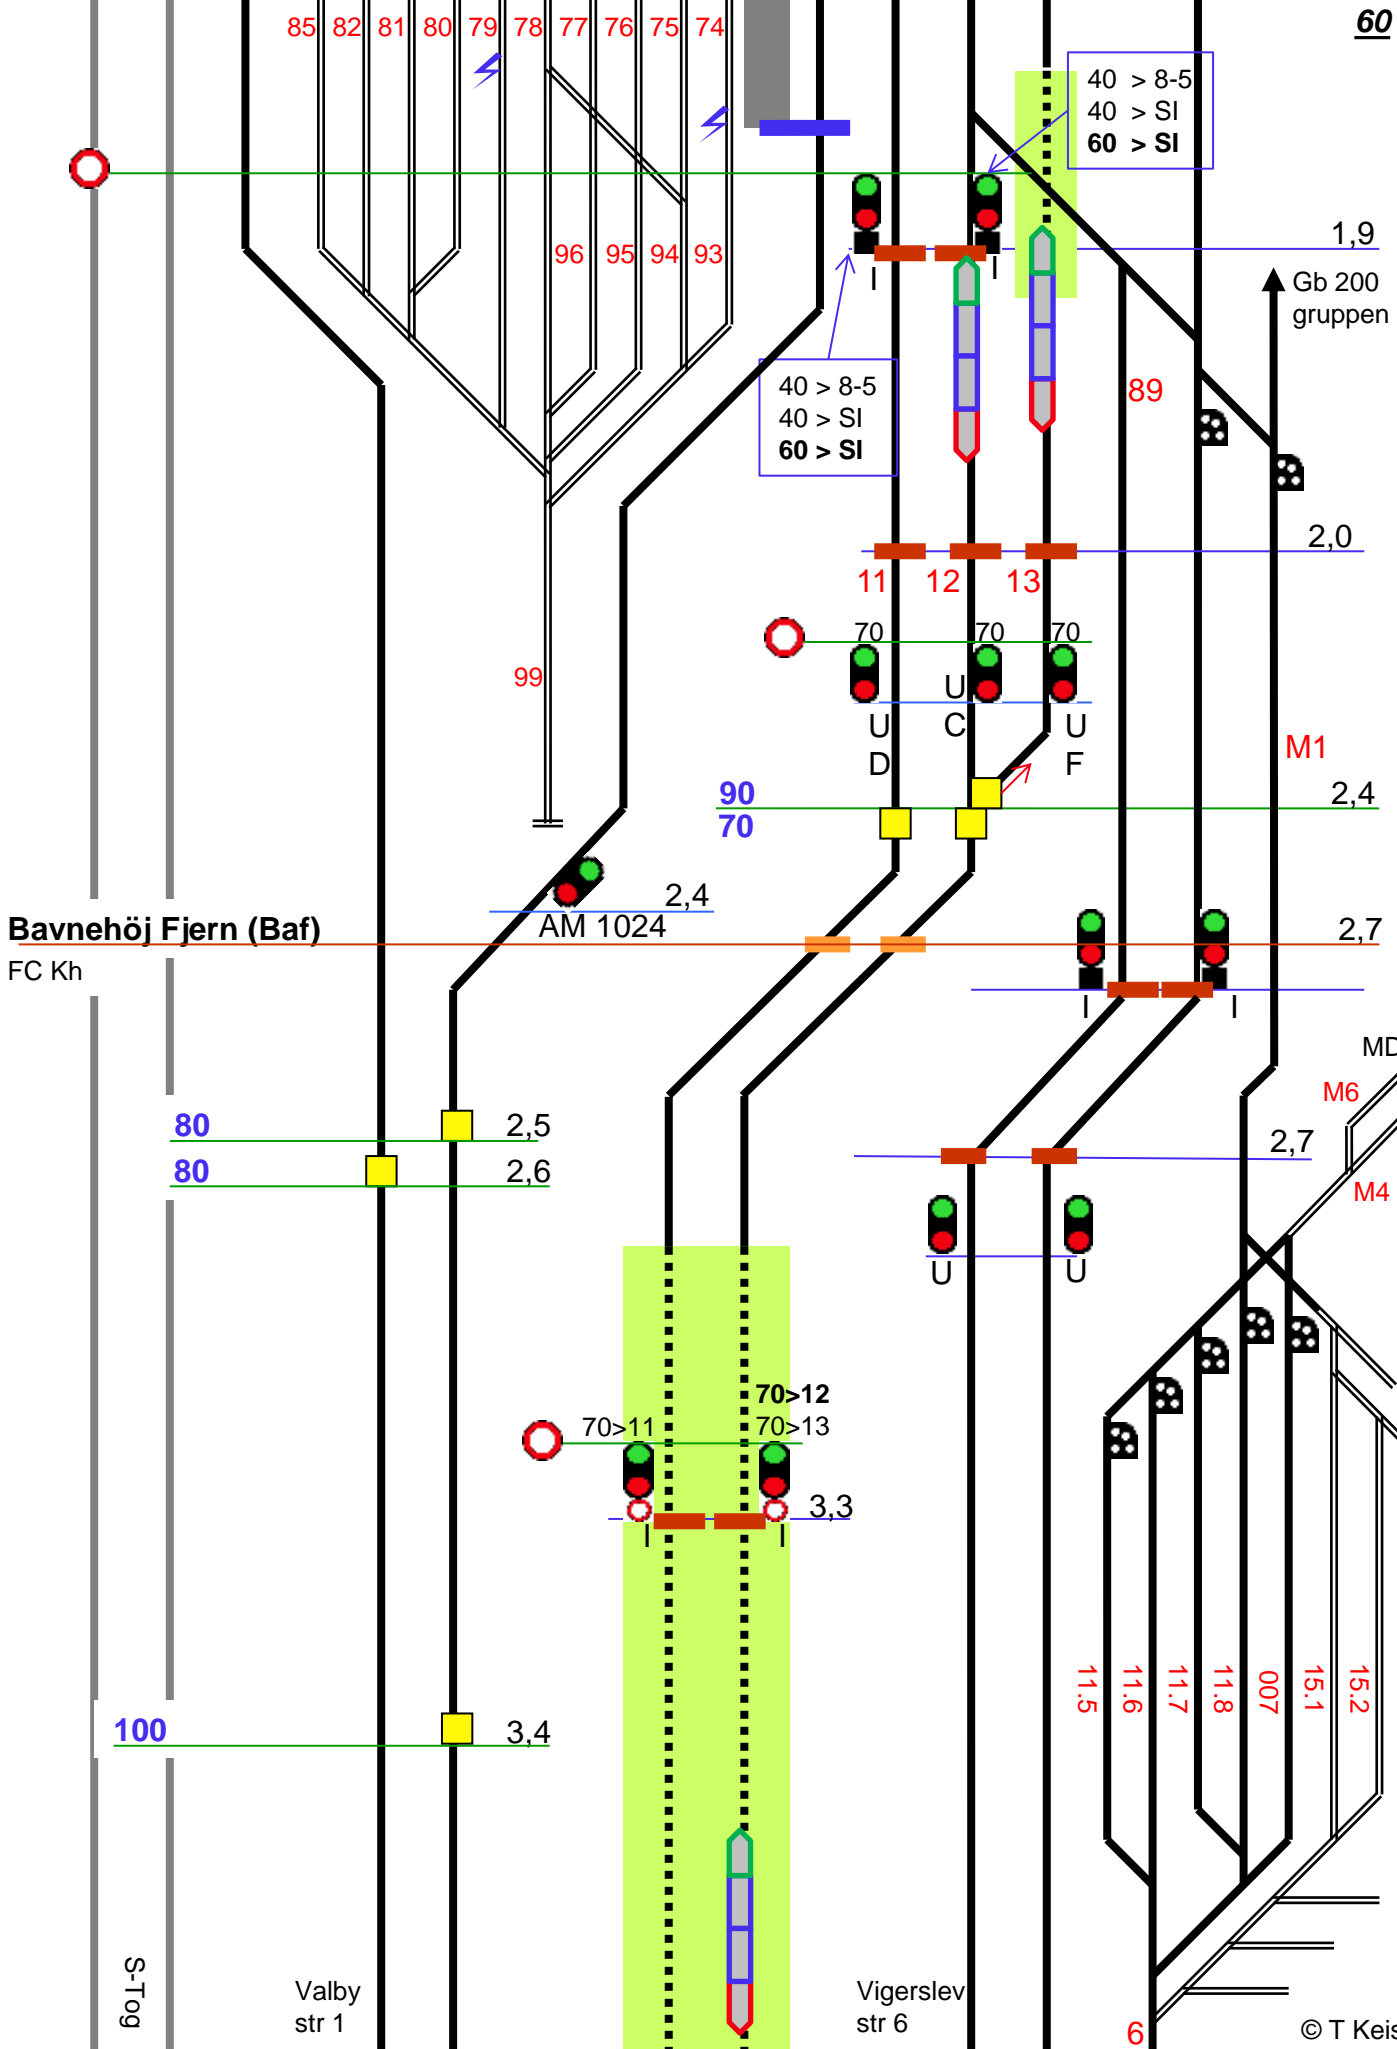 60
85 82 81 80 79 78 77 76 75 74
40 > 8-5
40 > SI
60 > SI
1,9
96 95 94 93
I
I
Gb 200
gruppen
40 > 8-5
40 > SI
60 > SI
89
2,0
11 12 13
70 70 70
99
U
D
U
C
U
F
M1
90
70
2,4
2,4
AM 1024
Bavnehöj Fjern (Baf)
FC Kh
2,7
I
I
MD
M6
80
2,5
80
2,6
2,7
M4
U
U
70>12
70>11
70>13
3,3
I
I
11.5
11.6
11.7
11.8
007
15.1
15.2
100
3,4
S-Tog
Valby
str 1
Vigerslev
str 6
6
© T Keis